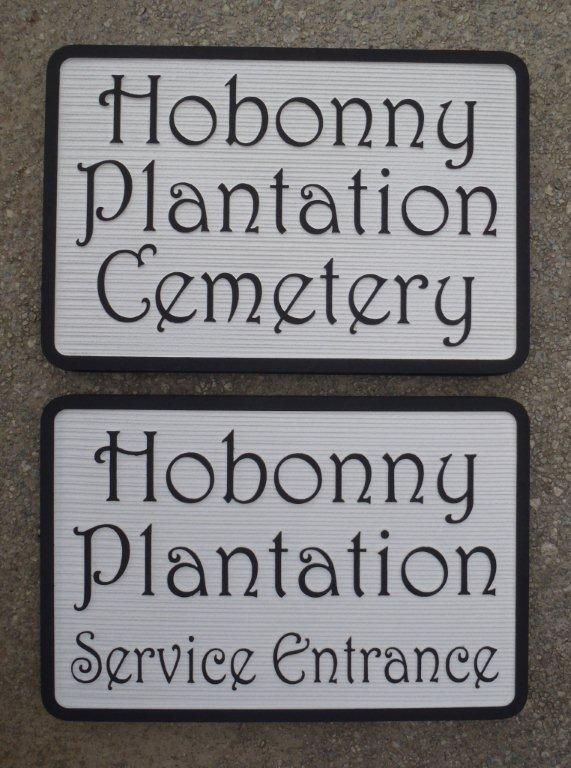 Hobonny
Plantation
Cemetery
Hobonny
Plantation
Service Entrance